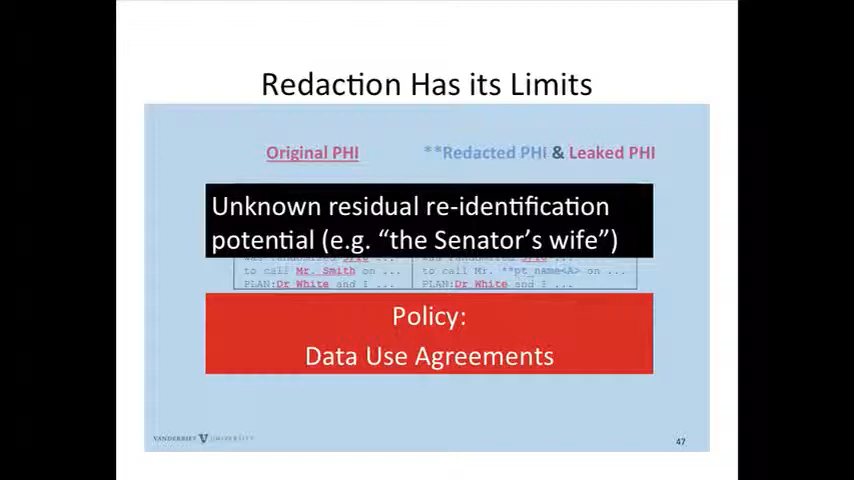 Redaction Has its Limits
Original PHI
**Redacted PHI & Leaked PHI
Unknown residual re-identification
potential (e.g. “the Senator’s wife”)
to call Mr. Smith on ...
to call Mr. **pt_name<A> on ...
PLAN:Dr White and I ...
PLAN:Dr White and I ...
Policy:
Data Use Agreements
VANDERBILT UNIVERSITY
47